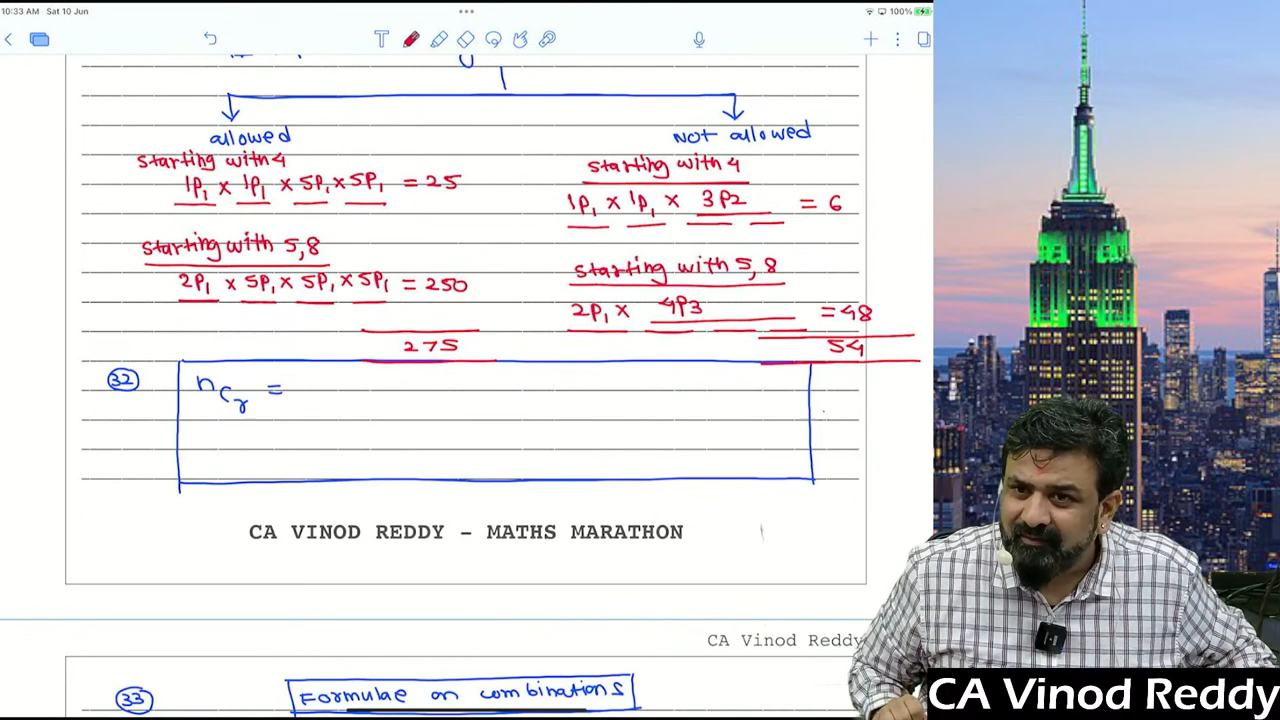 10:33 AM Sat 10 Jun
100%
T
allowed
Not allowed
starting with 4
1P1 × 1P1 × 5P1 × 5P1 = 25
starting with 4
1P1 × 1P1 × 3P2 = 6
starting with 5,8
2P1 × 5P1 × 5P1 × 5P1 = 250
starting with 5,8
2P1 × 4P3 = 48
275
54
32
nCr =
CA VINOD REDDY - MATHS MARATHON
CA Vinod Reddy
33
Formulae on combinations
CA Vinod Reddy